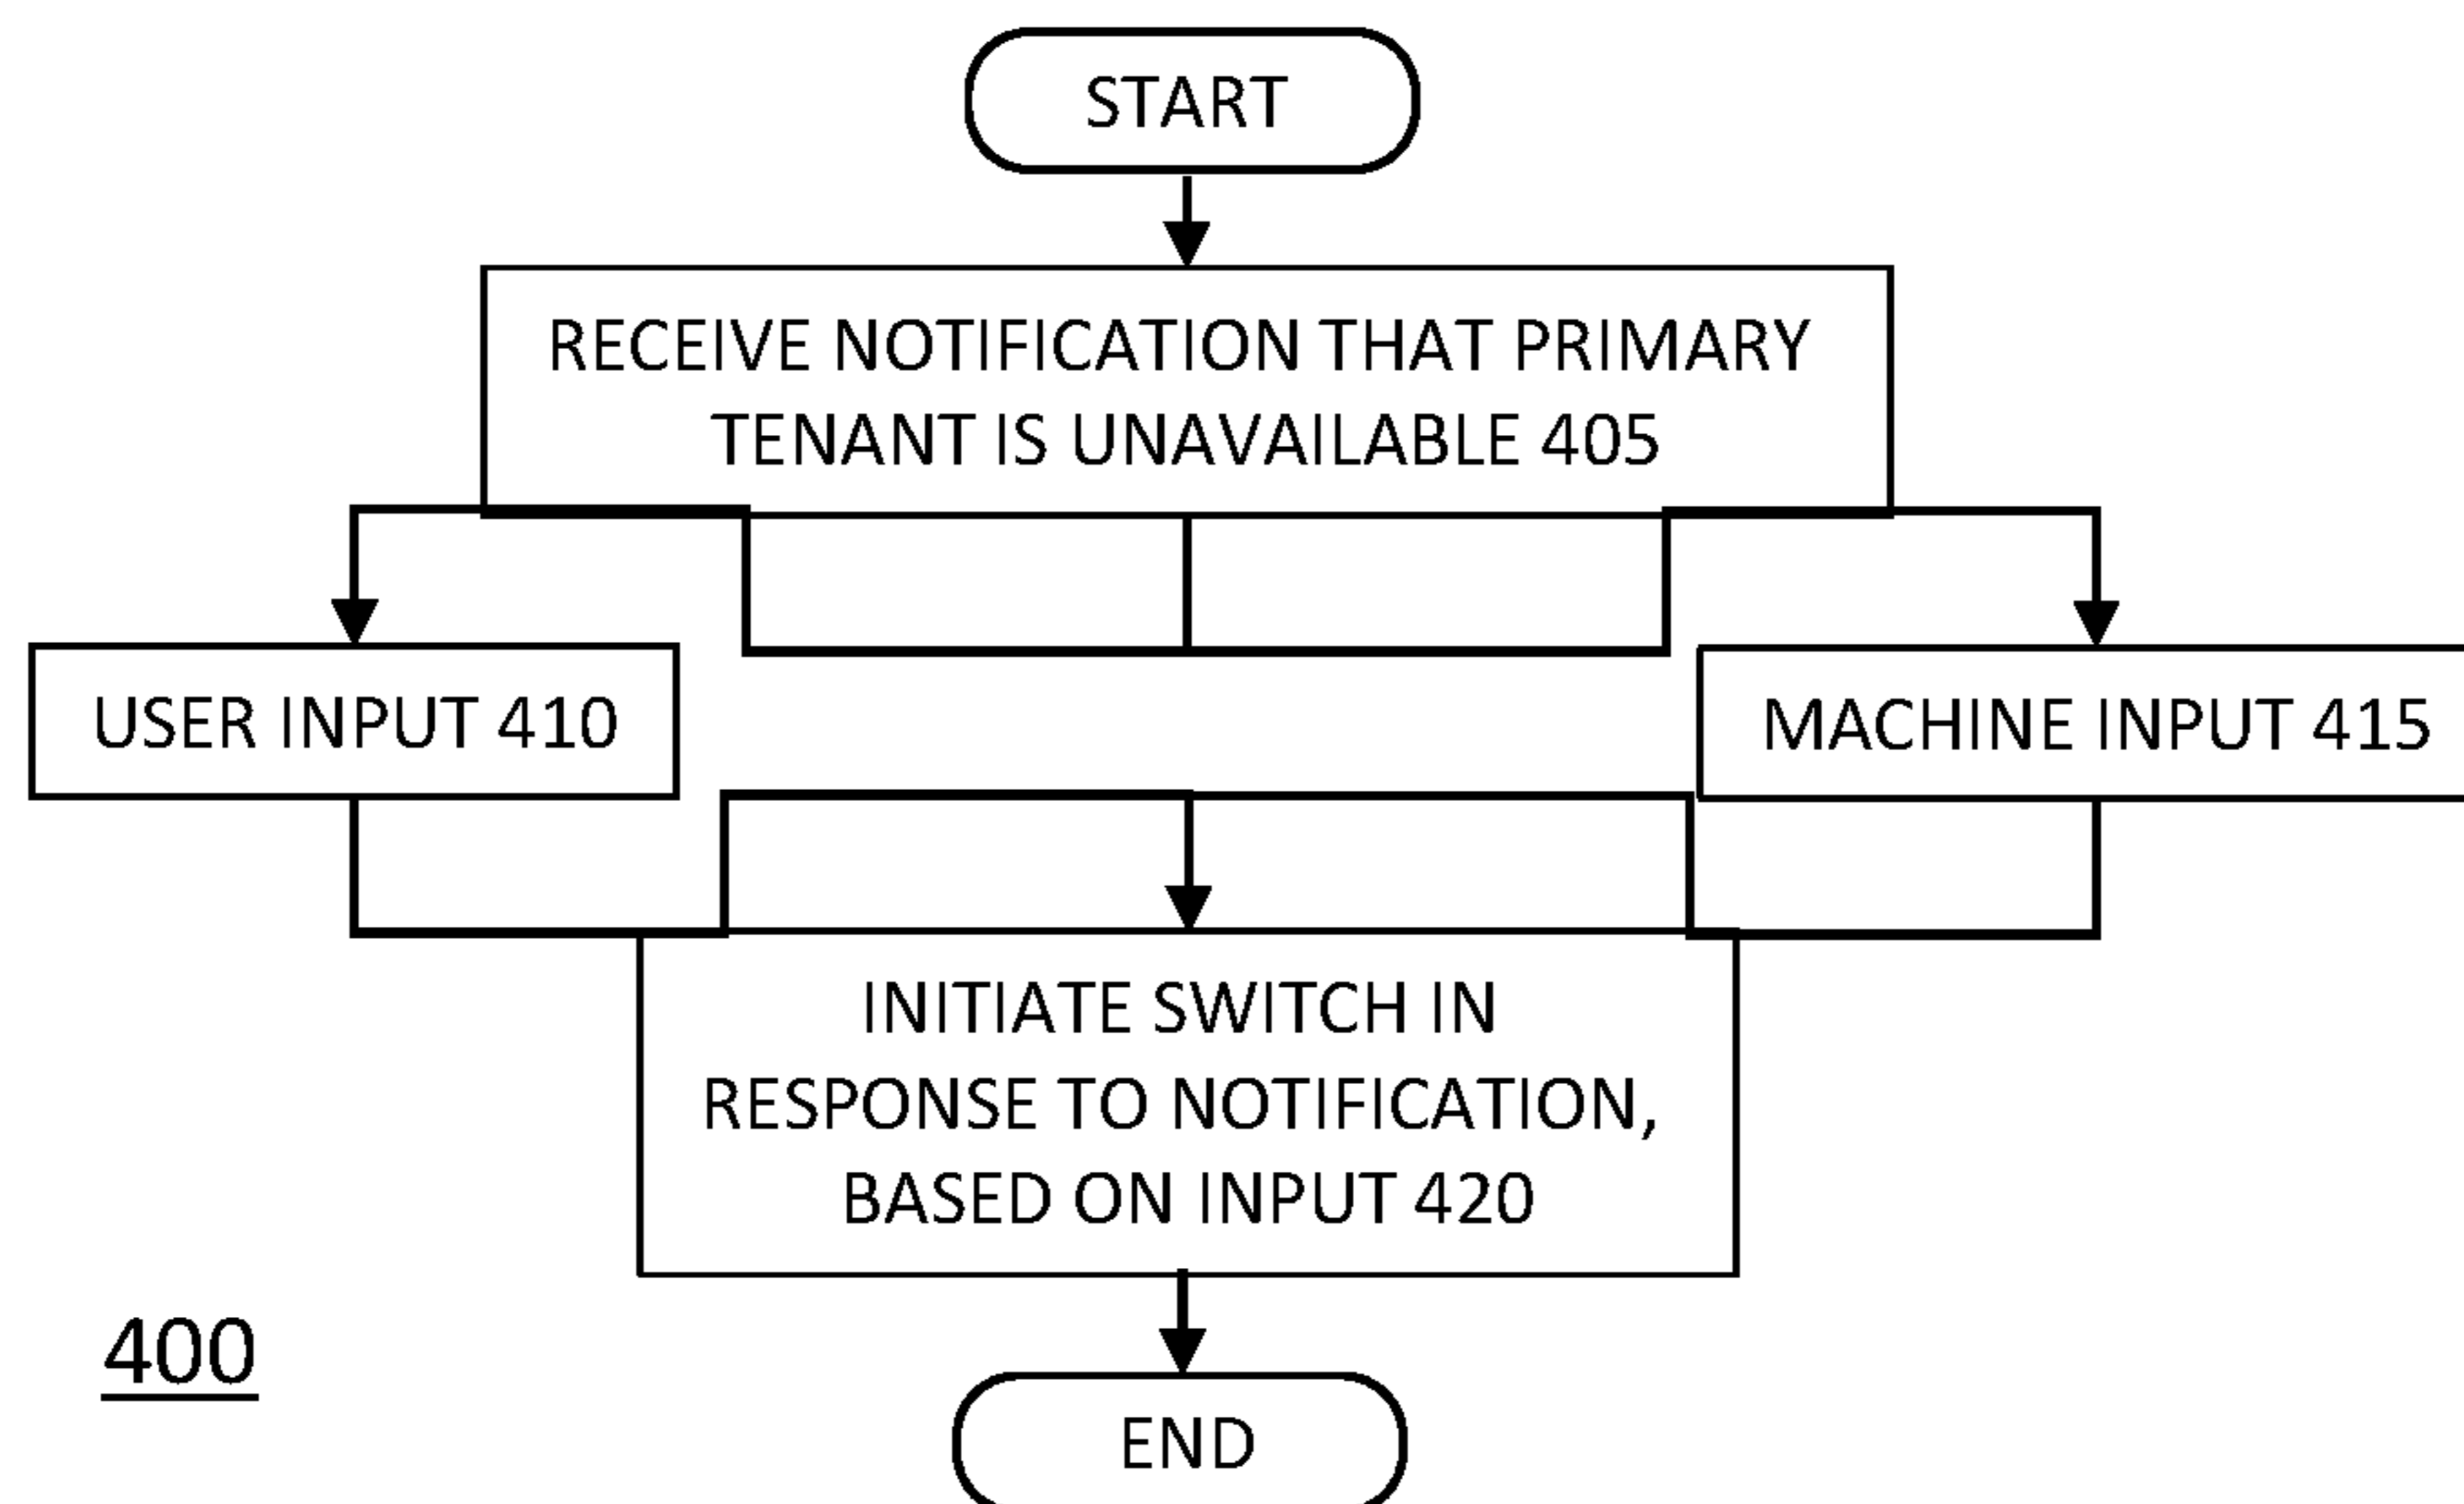 START
RECEIVE NOTIFICATION THAT PRIMARY
TENANT IS UNAVAILABLE 405
USER INPUT 410
MACHINE INPUT 415
INITIATE SWITCH IN
RESPONSE TO NOTIFICATION,
BASED ON INPUT 420
400
END